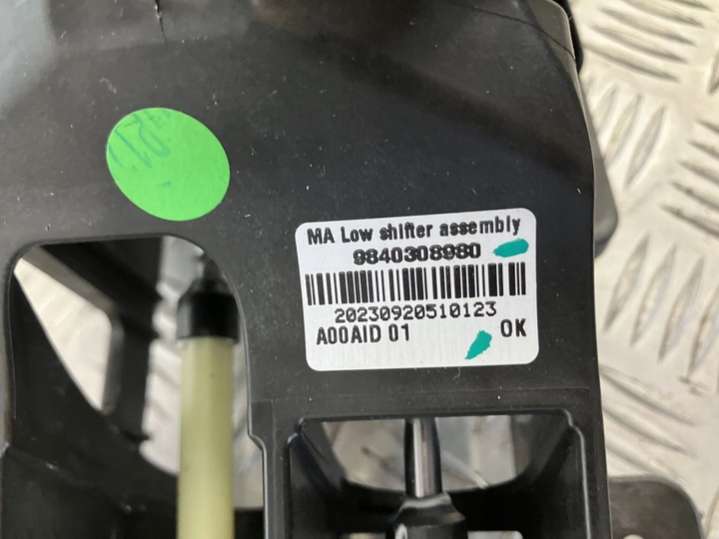 MA Low shifter assembly
9840308980
20230920510123
A00AID 01 OK